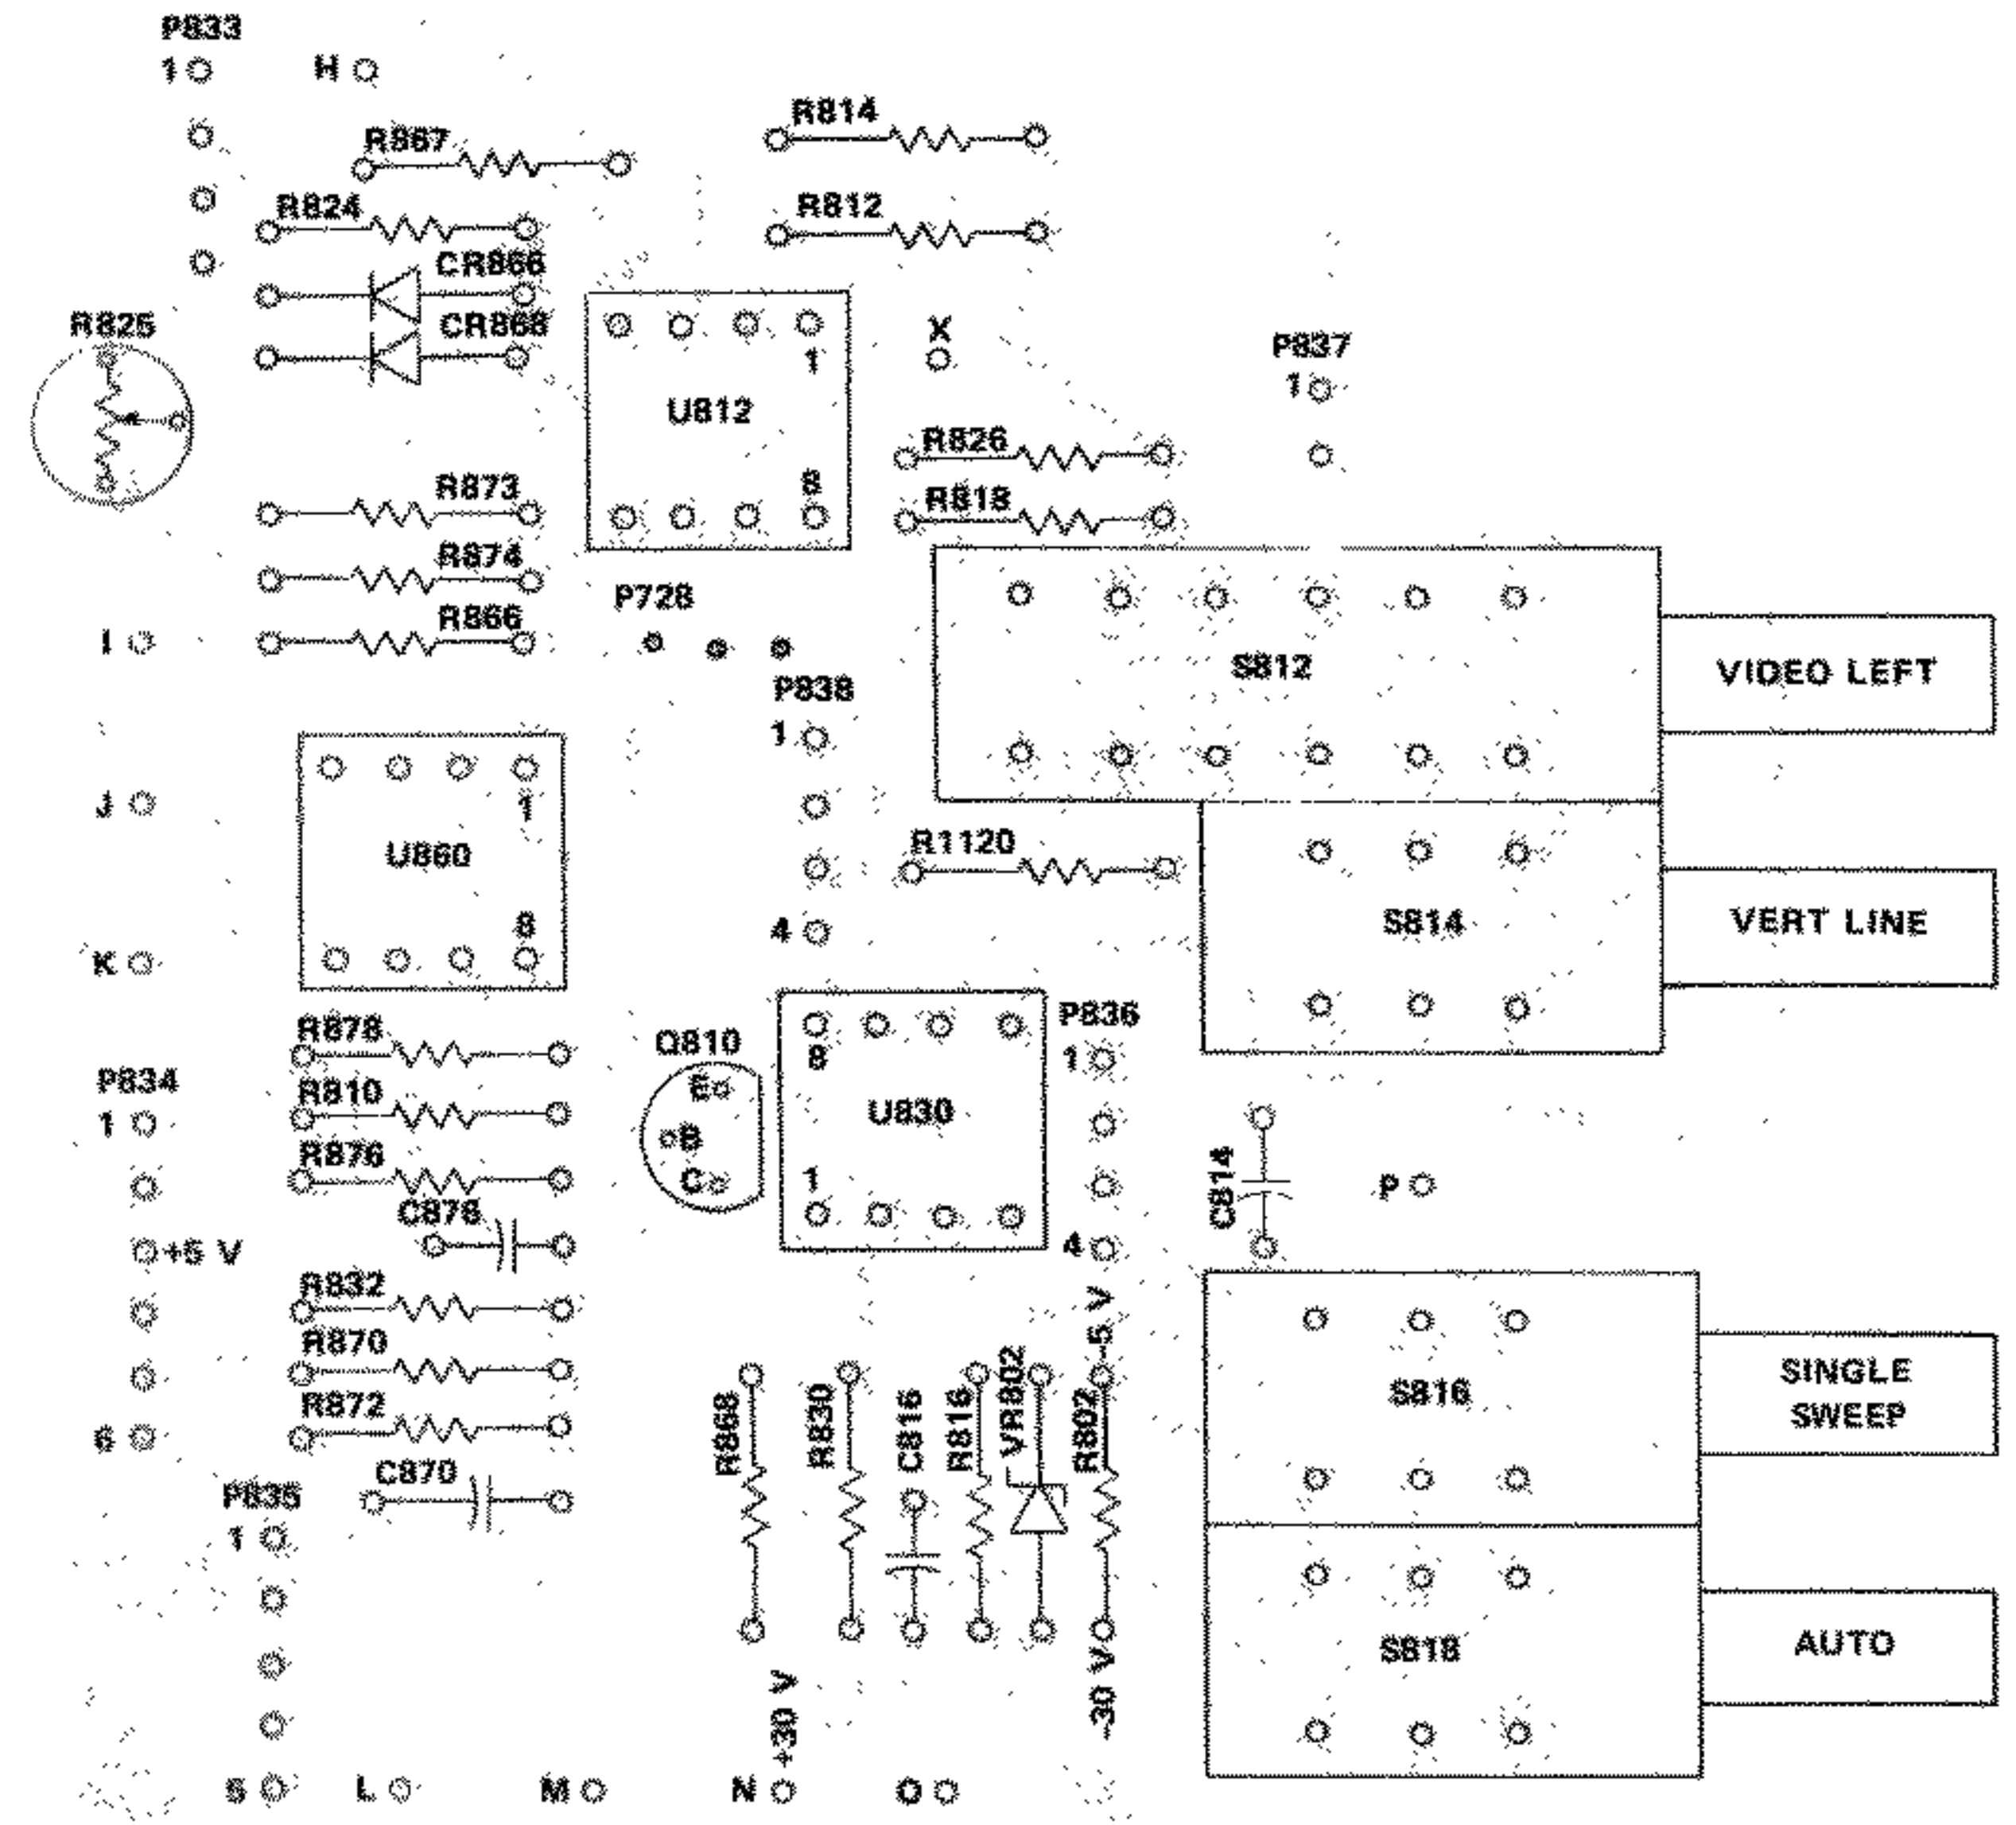 P833
1
H
R867
R814
R824
R812
CR866
CR868
R825
1
U812
8
X
P837
1
R826
R818
R873
R874
R866
I
P728
P838
1
4
S812
VIDEO LEFT
J
1
U860
8
R1120
S814
VERT LINE
K
R878
R810
R876
C878
P834
1
+5 V
6
Q810
E
B
C
8
U830
1
P836
1
4
-5 V
C814
P
R832
R870
R872
C870
P835
1
5
R868
R830
C816
R816
VR802
R802
S816
SINGLE
SWEEP
S818
AUTO
+30 V
-30 V
L
M
N
O